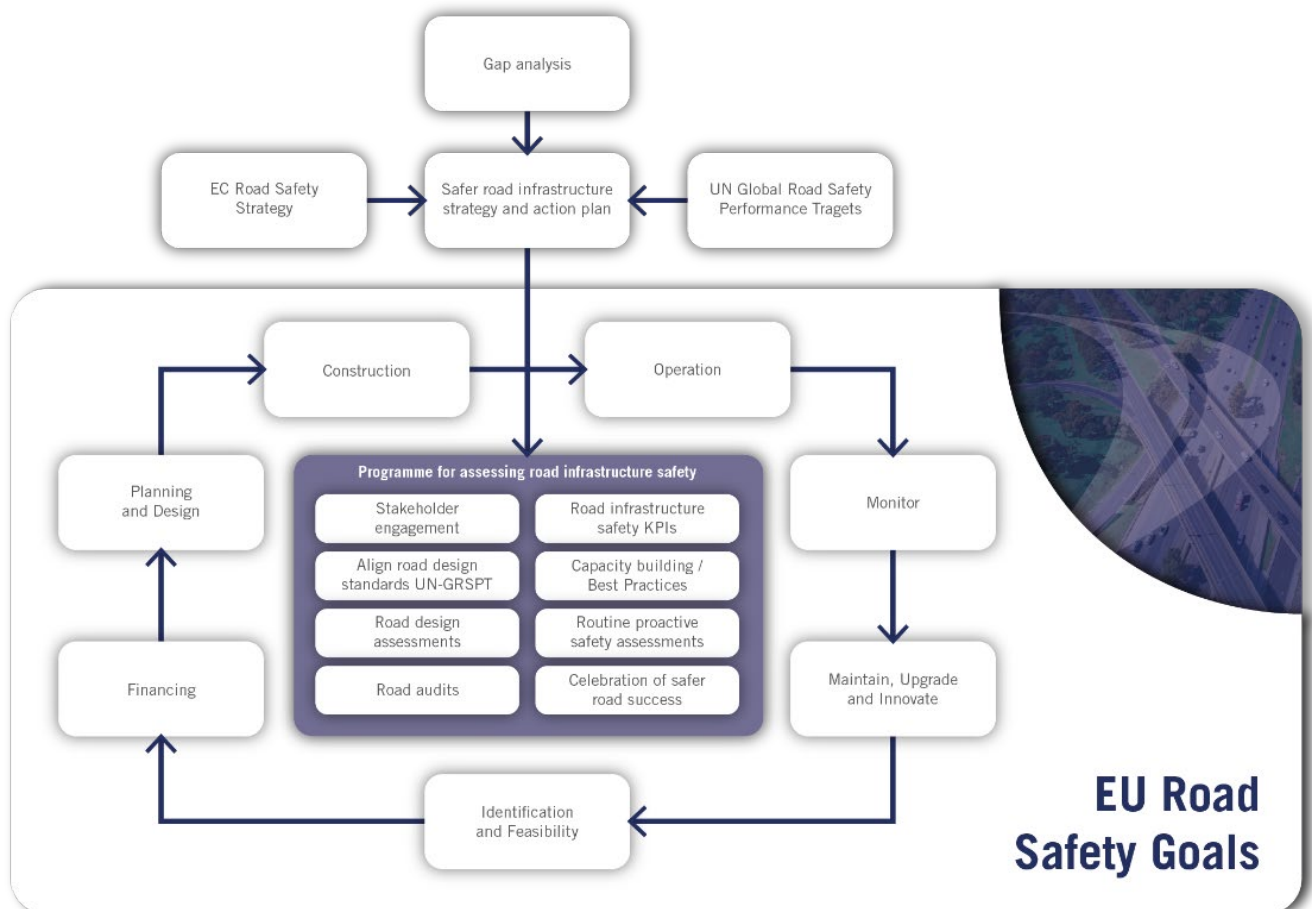 Gap analysis
EC Road Safety
Strategy
Safer road infrastructure
strategy and action plan
UN Global Road Safety
Performance Tragets
Construction
Operation
Planning
and Design
Programme for assessing road infrastructure safety
Stakeholder
engagement
Road infrastructure
safety KPIs
Align road design
standards UN-GRSPT
Capacity building /
Best Practices
Road design
assessments
Routine proactive
safety assessments
Road audits
Celebration of safer
road success
Monitor
Financing
Maintain, Upgrade
and Innovate
Identification
and Feasibility
EU Road
Safety Goals